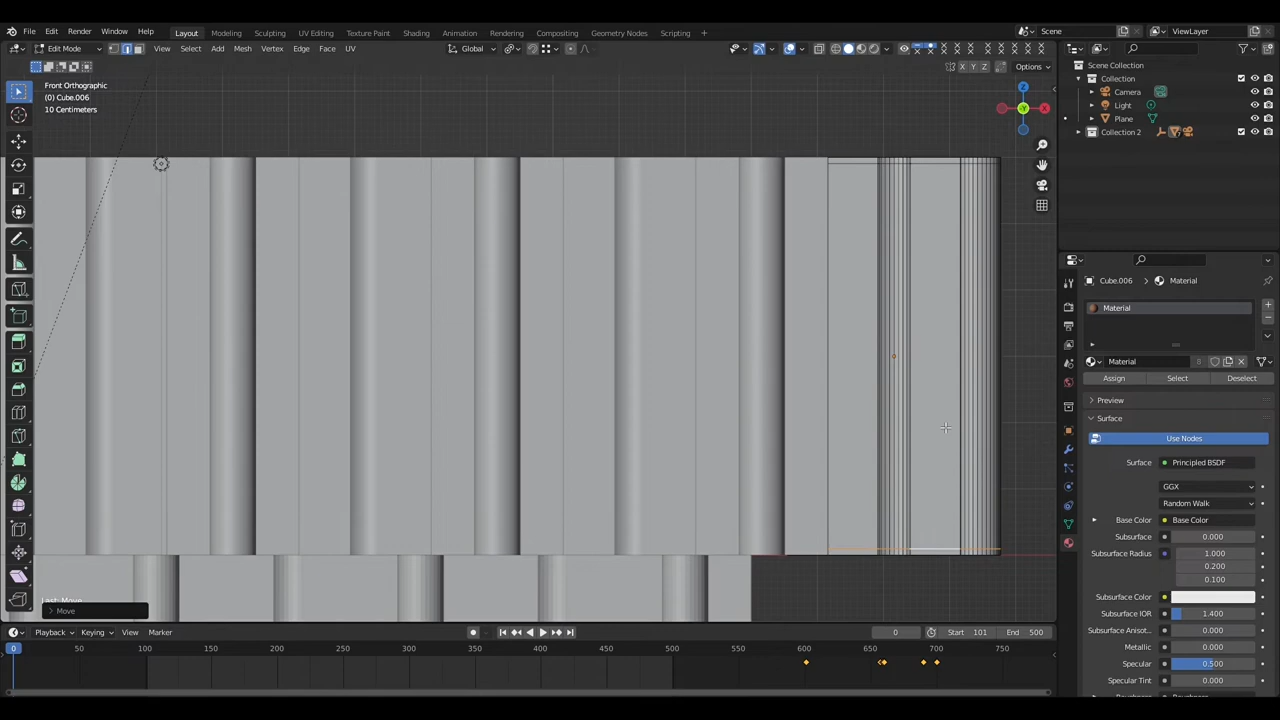 File Edit Render Window Help Layout Modeling Sculpting UV Editing Texture Paint Shading Animation Rendering Compositing Geometry Nodes Scripting Scene ViewLayer
Edit Mode View Select Add Mesh Vertex Edge Face UV Global
X Y Z Options
Front Orthographic
(0) Cube.006
10 Centimeters
Scene Collection
Collection
Camera
Light
Plane
Collection 2
Z
-Y
X
Cube.006 Material
Material
Material 8
Assign Select Deselect
Preview
Surface
Use Nodes
Surface Principled BSDF
GGX
Random Walk
Base Color Base Color
Subsurface 0.000
Subsurface Radius 1.000
0.200
0.100
Subsurface Color
Subsurface IOR 1.400
Subsurface Anisot... 0.000
Metallic 0.000
Specular 0.500
Specular Tint 0.000
Last: Move
Move
Playback Keying View Marker 0 Start 101 End 500
0 50 100 150 200 250 300 350 400 450 500 550 600 650 700 750